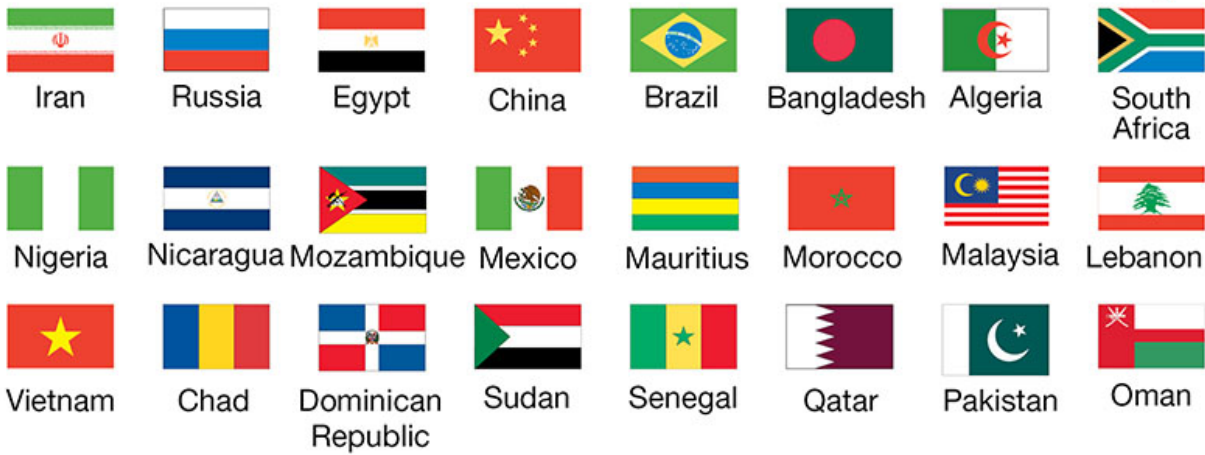 Iran Russia Egypt China Brazil Bangladesh Algeria South Africa
Nigeria Nicaragua Mozambique Mexico Mauritius Morocco Malaysia Lebanon
Vietnam Chad Dominican Republic Sudan Senegal Qatar Pakistan Oman